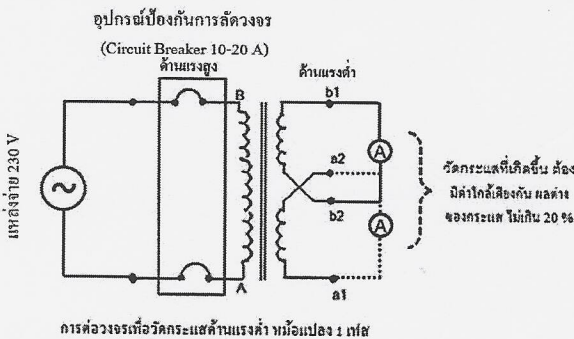 อุปกรณ์ป้องกันการลัดวงจร
(Circuit Breaker 10-20 A)
ด้านแรงสูง
ด้านแรงต่ำ
B
b1
A
แหล่งจ่าย 230 V
a2
b2
A
วัดกระแสที่เกิดขึ้น ต้อง
มีค่าใกล้เคียงกัน ผลต่าง
ของกระแส ไม่เกิน 20 %
A
a1
การต่อวงจรเพื่อวัดกระแสด้านแรงต่ำ หม้อแปลง 1 เฟส